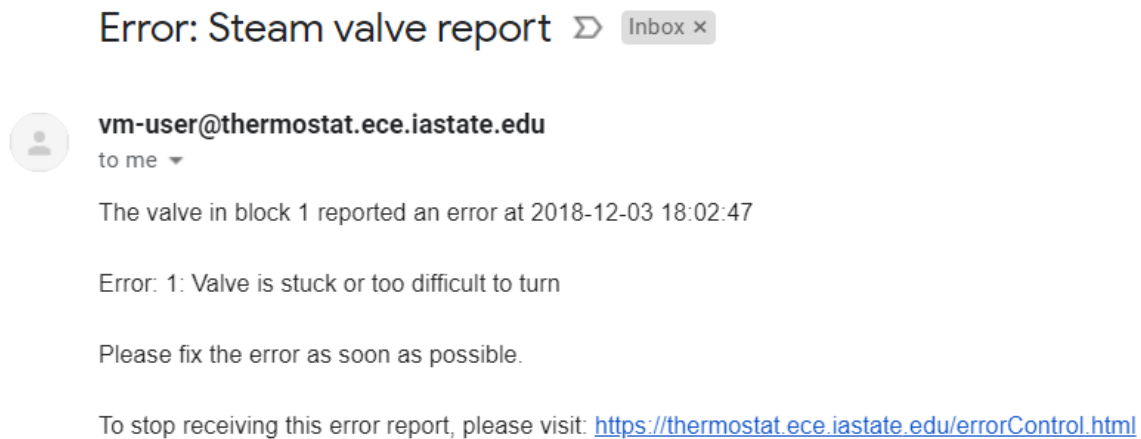 Error: Steam valve report Inbox ×
vm-user@thermostat.ece.iastate.edu
to me
The valve in block 1 reported an error at 2018-12-03 18:02:47
Error: 1: Valve is stuck or too difficult to turn
Please fix the error as soon as possible.
To stop receiving this error report, please visit: https://thermostat.ece.iastate.edu/errorControl.html